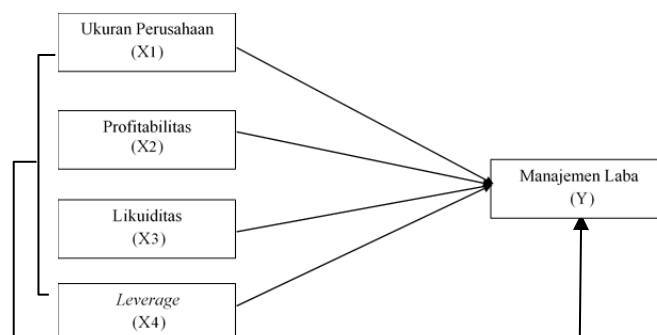 Ukuran Perusahaan
(X1)
Profitabilitas
(X2)
Likuiditas
(X3)
Leverage
(X4)
Manajemen Laba
(Y)